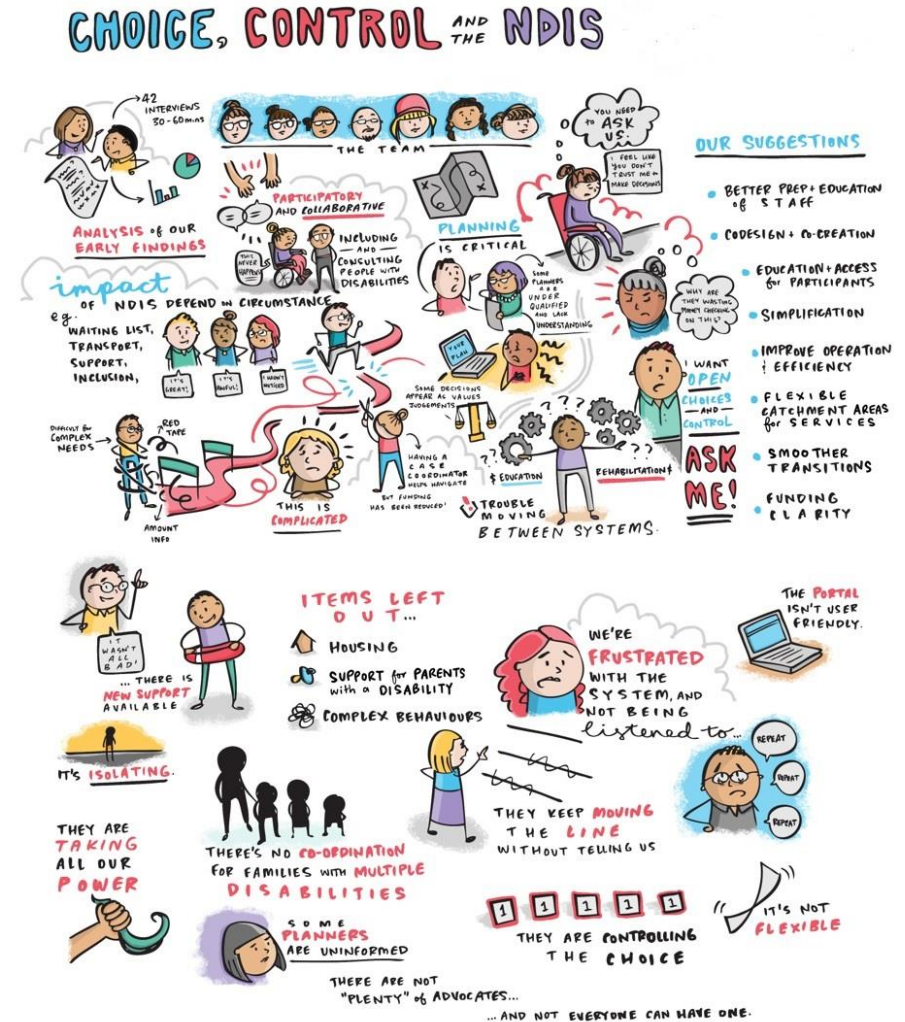 CHOICE, CONTROL AND THE NDIS
42
INTERVIEWS
30-60mins
ANALYSIS of OUR
EARLY FINDINGS
THE TEAM
PARTICIPATORY
AND COLLABORATIVE
THIS
NEVER
HAPPENS
INCLUDING
— AND —
CONSULTING
PEOPLE WITH
DISABILITIES
PLANNING
IS CRITICAL
SOME
PLANNERS
ARE
UNDER
QUALIFIED
AND LACK
UNDERSTANDING
YOU NEED
to ASK
US.
I FEEL LIKE
YOU DON'T
TRUST ME to
MAKE DECISIONS
WHY ARE
THEY WASTING
MONEY CHECKING
ON THIS?
impact
OF NDIS DEPEND ON CIRCUMSTANCE
e.g.
WAITING LIST,
TRANSPORT,
SUPPORT,
INCLUSION,
IT'S
GREAT!
IT'S
AWFUL!
I HADN'T
NOTICED
YOUR
PLAN
SOME DECISIONS
APPEAR AS VALUES
JUDGEMENTS
I WANT
OPEN
CHOICES
— AND —
CONTROL
ASK
ME!
DIFFICULT for
COMPLEX
NEEDS
RED
TAPE
AMOUNT
INFO
THIS IS
COMPLICATED
HAVING A
CASE
COORDINATOR
HELPS NAVIGATE
BUT FUNDING
HAS BEEN REDUCED!
? ? ?
??
??
$ EDUCATION
REHABILITATION $
TROUBLE
MOVING
BETWEEN SYSTEMS.
OUR SUGGESTIONS
BETTER PREP + EDUCATION
of STAFF
CODESIGN + CO-CREATION
EDUCATION + ACCESS
for PARTICIPANTS
SIMPLIFICATION
IMPROVE OPERATION
& EFFICIENCY
FLEXIBLE
CATCHMENT AREAS
for SERVICES
SMOOTHER
TRANSITIONS
FUNDING
CLARITY
IT
WASN'T
ALL
BAD!
... THERE IS
NEW SUPPORT
AVAILABLE
ITEMS LEFT
OUT...
HOUSING
SUPPORT for PARENTS
with a DISABILITY
COMPLEX BEHAVIOURS
WE'RE
FRUSTRATED
WITH THE
SYSTEM, AND
NOT BEING
listened to...
THE PORTAL
ISN'T USER
FRIENDLY.
IT'S ISOLATING.
THERE'S NO CO-ORDINATION
FOR FAMILIES WITH MULTIPLE
DISABILITIES
THEY KEEP MOVING
THE LINE
WITHOUT TELLING US
REPEAT
REPEAT
REPEAT
THEY ARE
TAKING
ALL OUR
POWER
SOME
PLANNERS
ARE UNINFORMED
1 1 1 1 1
THEY ARE CONTROLLING
THE CHOICE
IT'S NOT
FLEXIBLE
THERE ARE NOT
"PLENTY" of ADVOCATES...
... AND NOT EVERYONE CAN HAVE ONE.